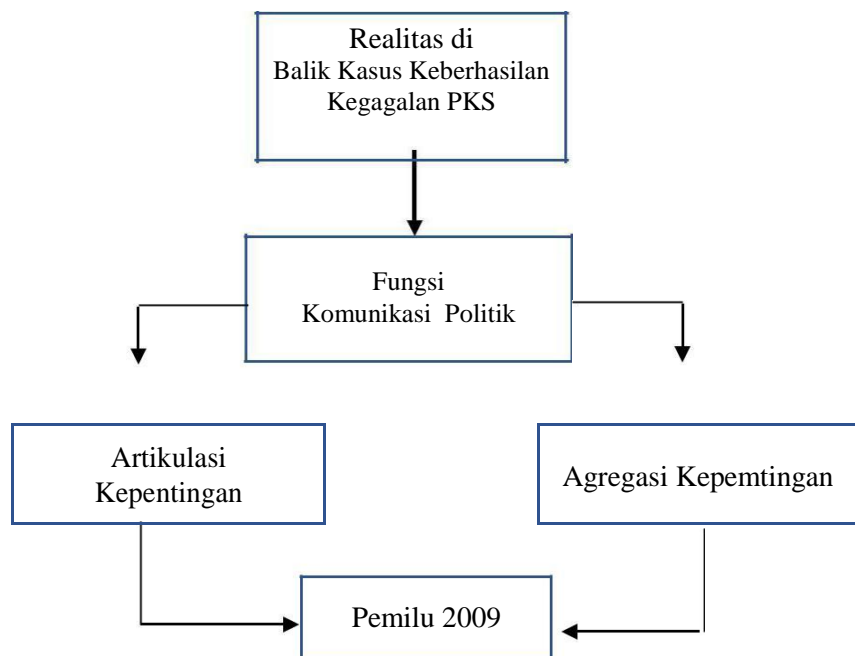 Realitas di
Balik Kasus Keberhasilan
Kegagalan PKS
Fungsi
Komunikasi Politik
Artikulasi
Kepentingan
Agregasi Kepemtingan
Pemilu 2009